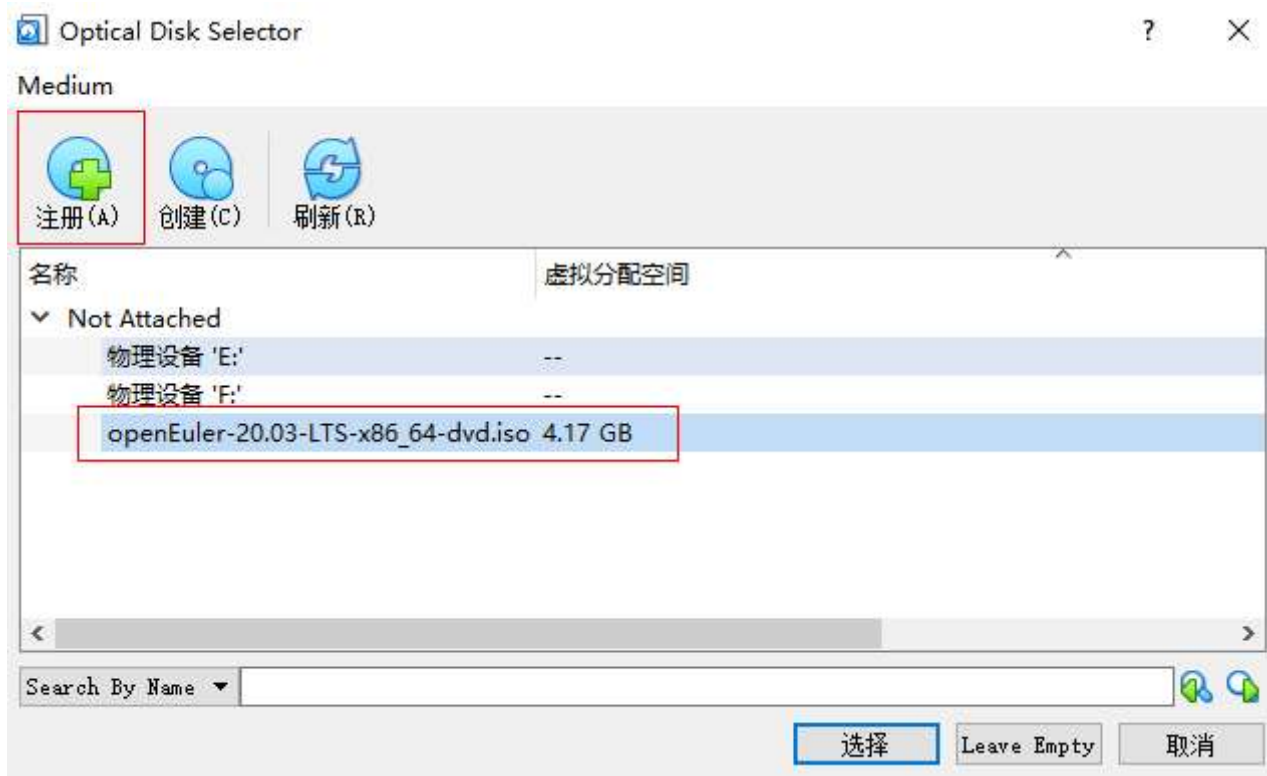 Optical Disk Selector ?
Medium
注册(A) 创建(C) 刷新(R)
名称 虚拟分配空间
Not Attached
物理设备 'E:' --
物理设备 'F:' --
openEuler-20.03-LTS-x86_64-dvd.iso 4.17 GB
Search By Name
选择 Leave Empty 取消